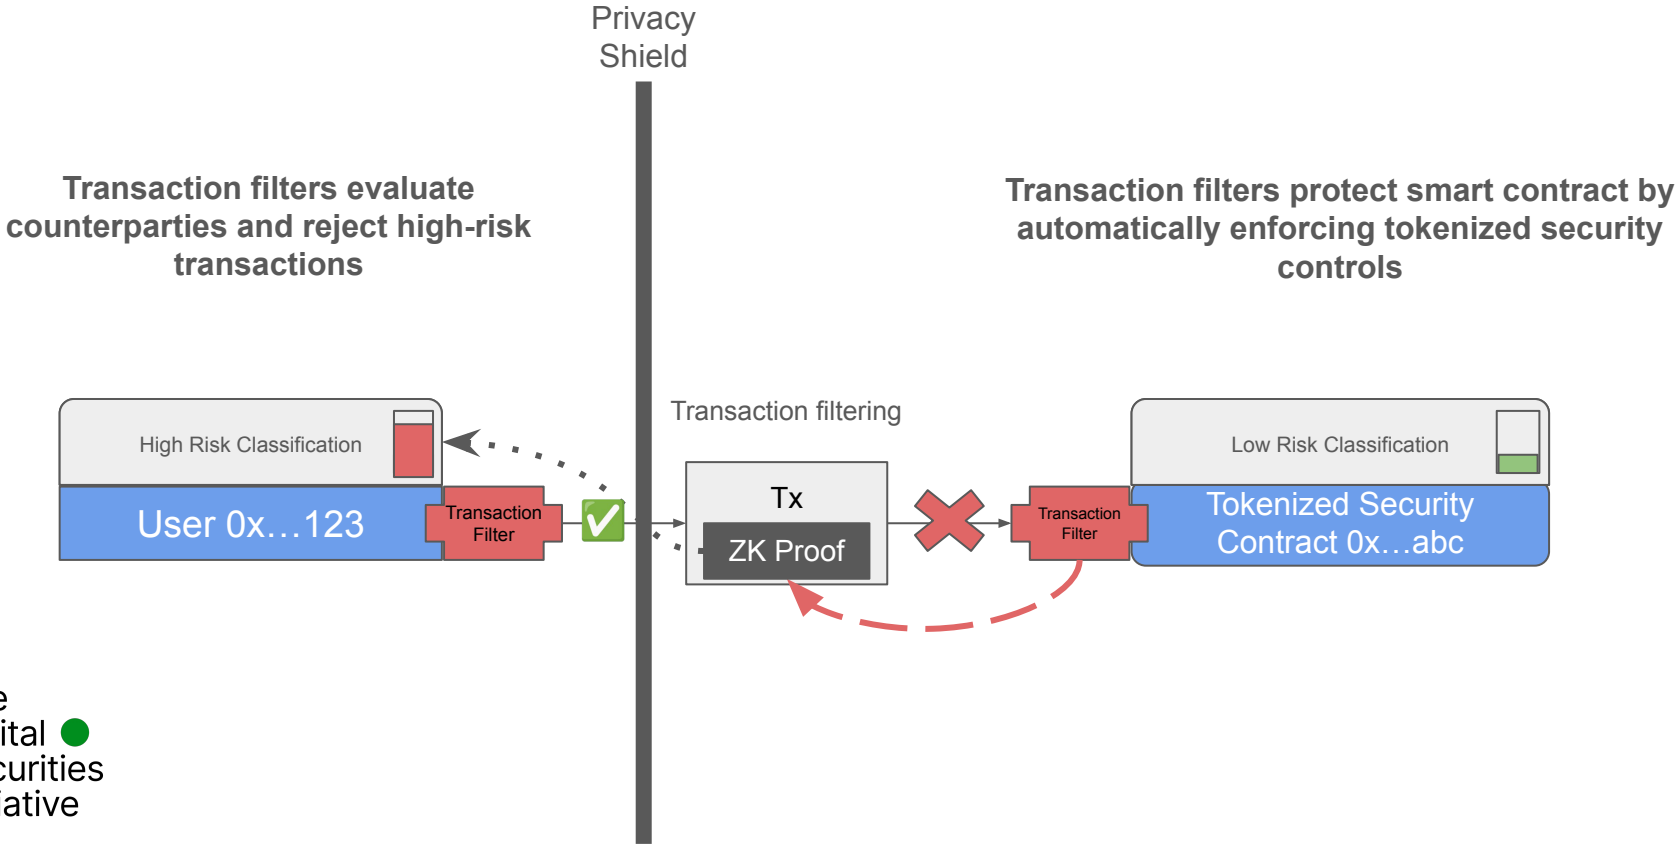 Privacy
Shield
Transaction filters evaluate
counterparties and reject high-risk
transactions
Transaction filters protect smart contract by
automatically enforcing tokenized security
controls
Transaction filtering
High Risk Classification
User 0x...123
Transaction
Filter
Tx
ZK Proof
Transaction
Filter
Low Risk Classification
Tokenized Security
Contract 0x...abc
e
ital
curities
iative